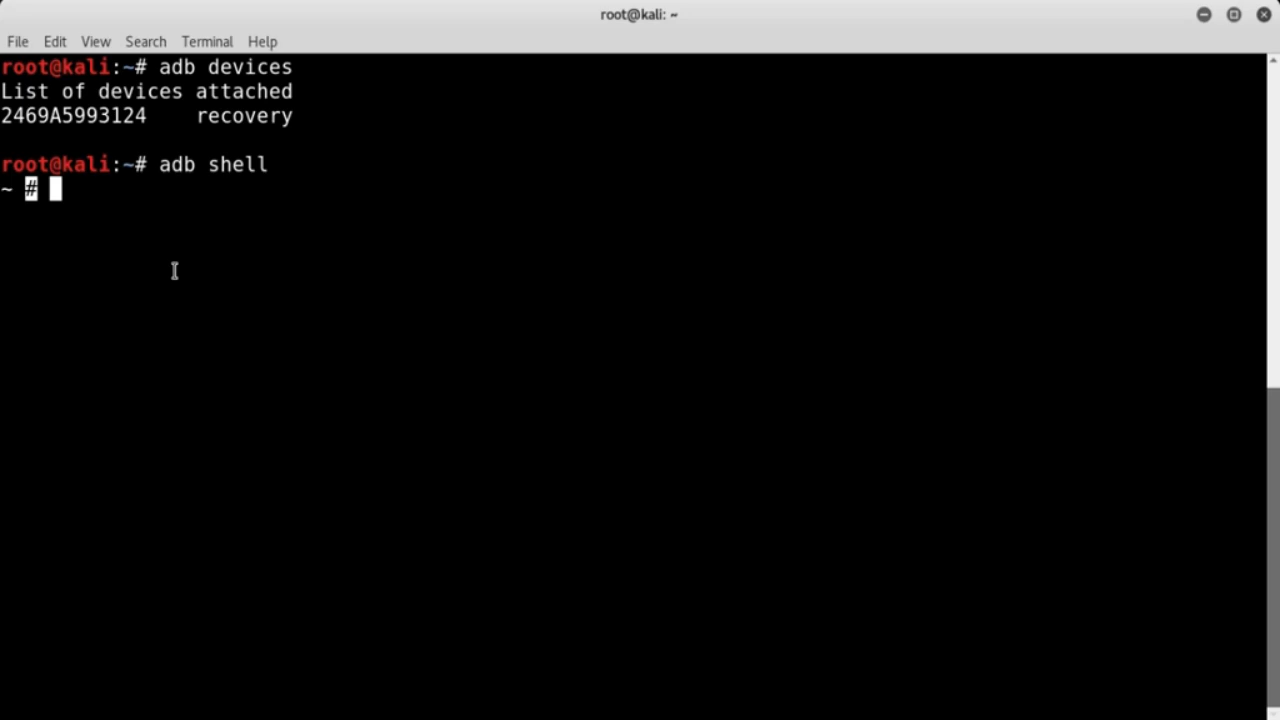 root@kali: ~
File Edit View Search Terminal Help
root@kali:~# adb devices
List of devices attached
2469A5993124    recovery
root@kali:~# adb shell
~ #